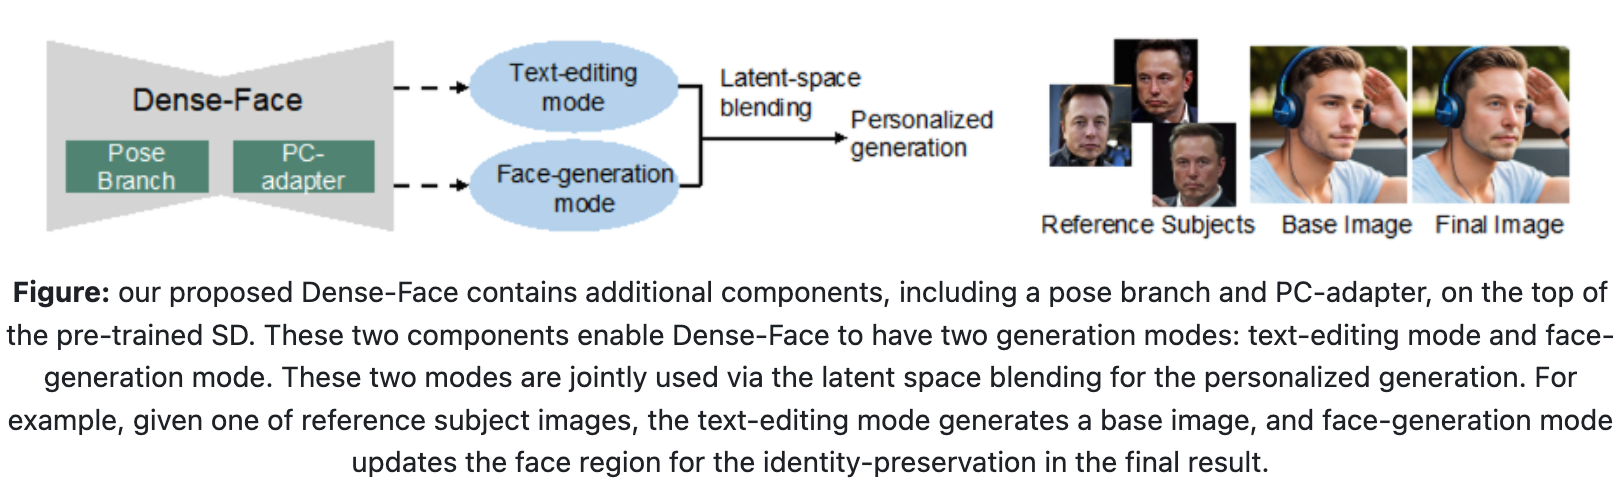 Dense-Face
Pose
Branch
PC-
adapter
Text-editing
mode
Face-generation
mode
Latent-space
blending
Personalized
generation
Reference Subjects
Base Image
Final Image
Figure: our proposed Dense-Face contains additional components, including a pose branch and PC-adapter, on the top of
the pre-trained SD. These two components enable Dense-Face to have two generation modes: text-editing mode and face-
generation mode. These two modes are jointly used via the latent space blending for the personalized generation. For
example, given one of reference subject images, the text-editing mode generates a base image, and face-generation mode
updates the face region for the identity-preservation in the final result.